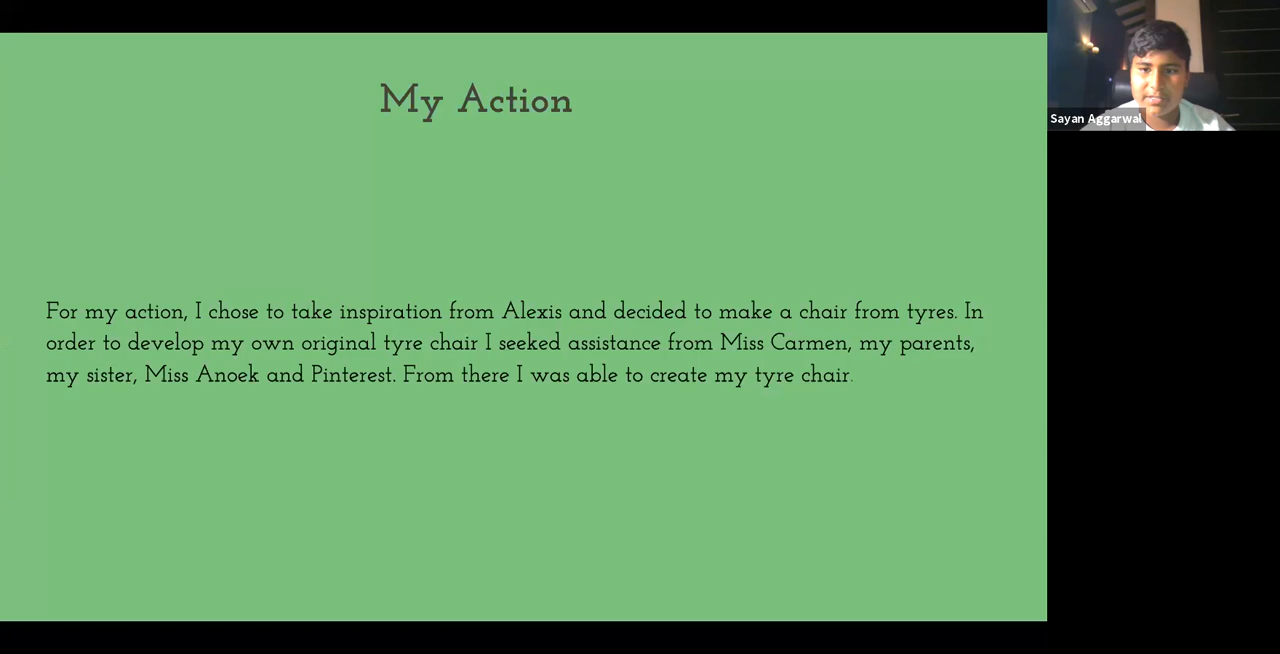 My Action
Sayan Aggarwal
For my action, I chose to take inspiration from Alexis and decided to make a chair from tyres. In
order to develop my own original tyre chair I seeked assistance from Miss Carmen, my parents,
my sister, Miss Anoek and Pinterest. From there I was able to create my tyre chair.